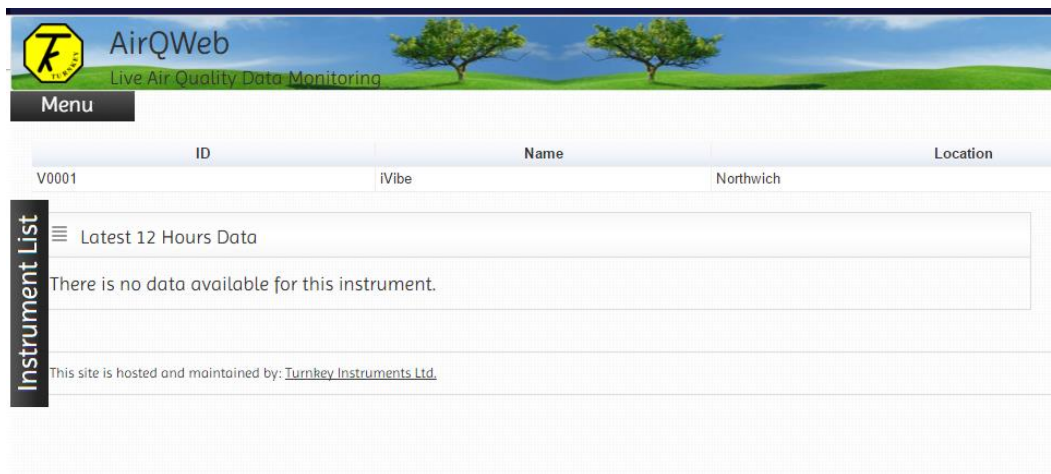 AirQWeb
TURNKEY
Live Air Quality Data Monitoring
Menu
ID Name Location
V0001 iVibe Northwich
Instrument List
Latest 12 Hours Data
There is no data available for this instrument.
This site is hosted and maintained by: Turnkey Instruments Ltd.